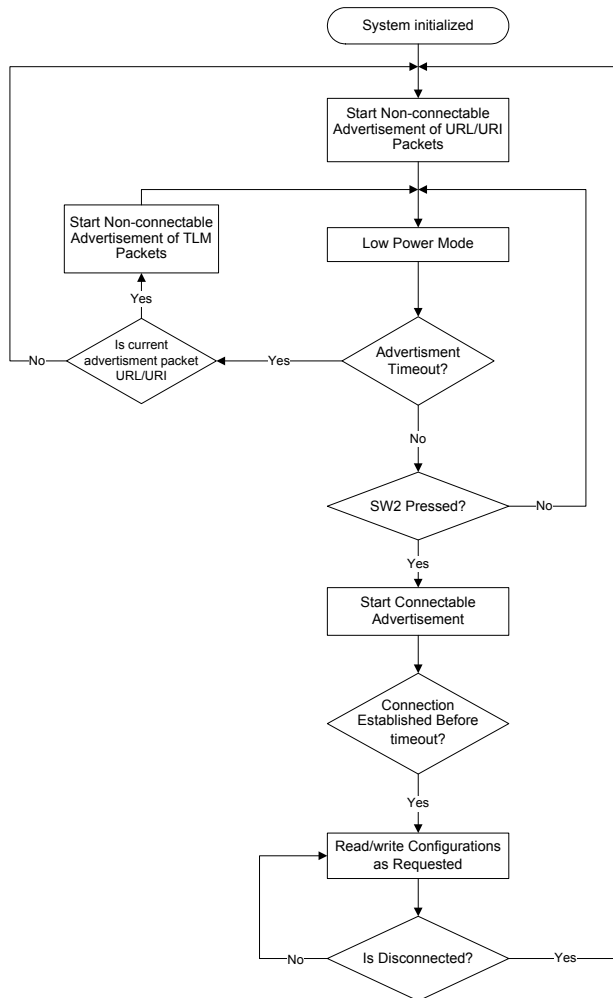 System initialized
Start Non-connectable
Advertisement of URL/URI
Packets
Start Non-connectable
Advertisement of TLM
Packets
Low Power Mode
Yes
Is current
advertisment packet
URL/URI
No
Yes
Advertisment
Timeout?
No
SW2 Pressed?
No
Yes
Start Connectable
Advertisement
Connection
Established Before
timeout?
Yes
Read/write Configurations
as Requested
No
Is Disconnected?
Yes